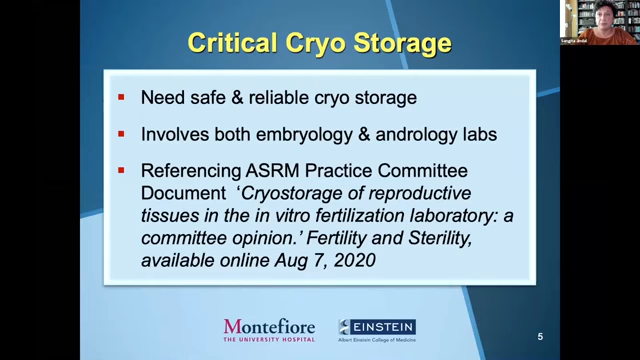 Critical Cryo Storage
Need safe & reliable cryo storage
Involves both embryology & andrology labs
Referencing ASRM Practice Committee
Document 'Cryostorage of reproductive
tissues in the in vitro fertilization laboratory: a
committee opinion.' Fertility and Sterility,
available online Aug 7, 2020
Montefiore
THE UNIVERSITY HOSPITAL
EINSTEIN
Albert Einstein College of Medicine
5